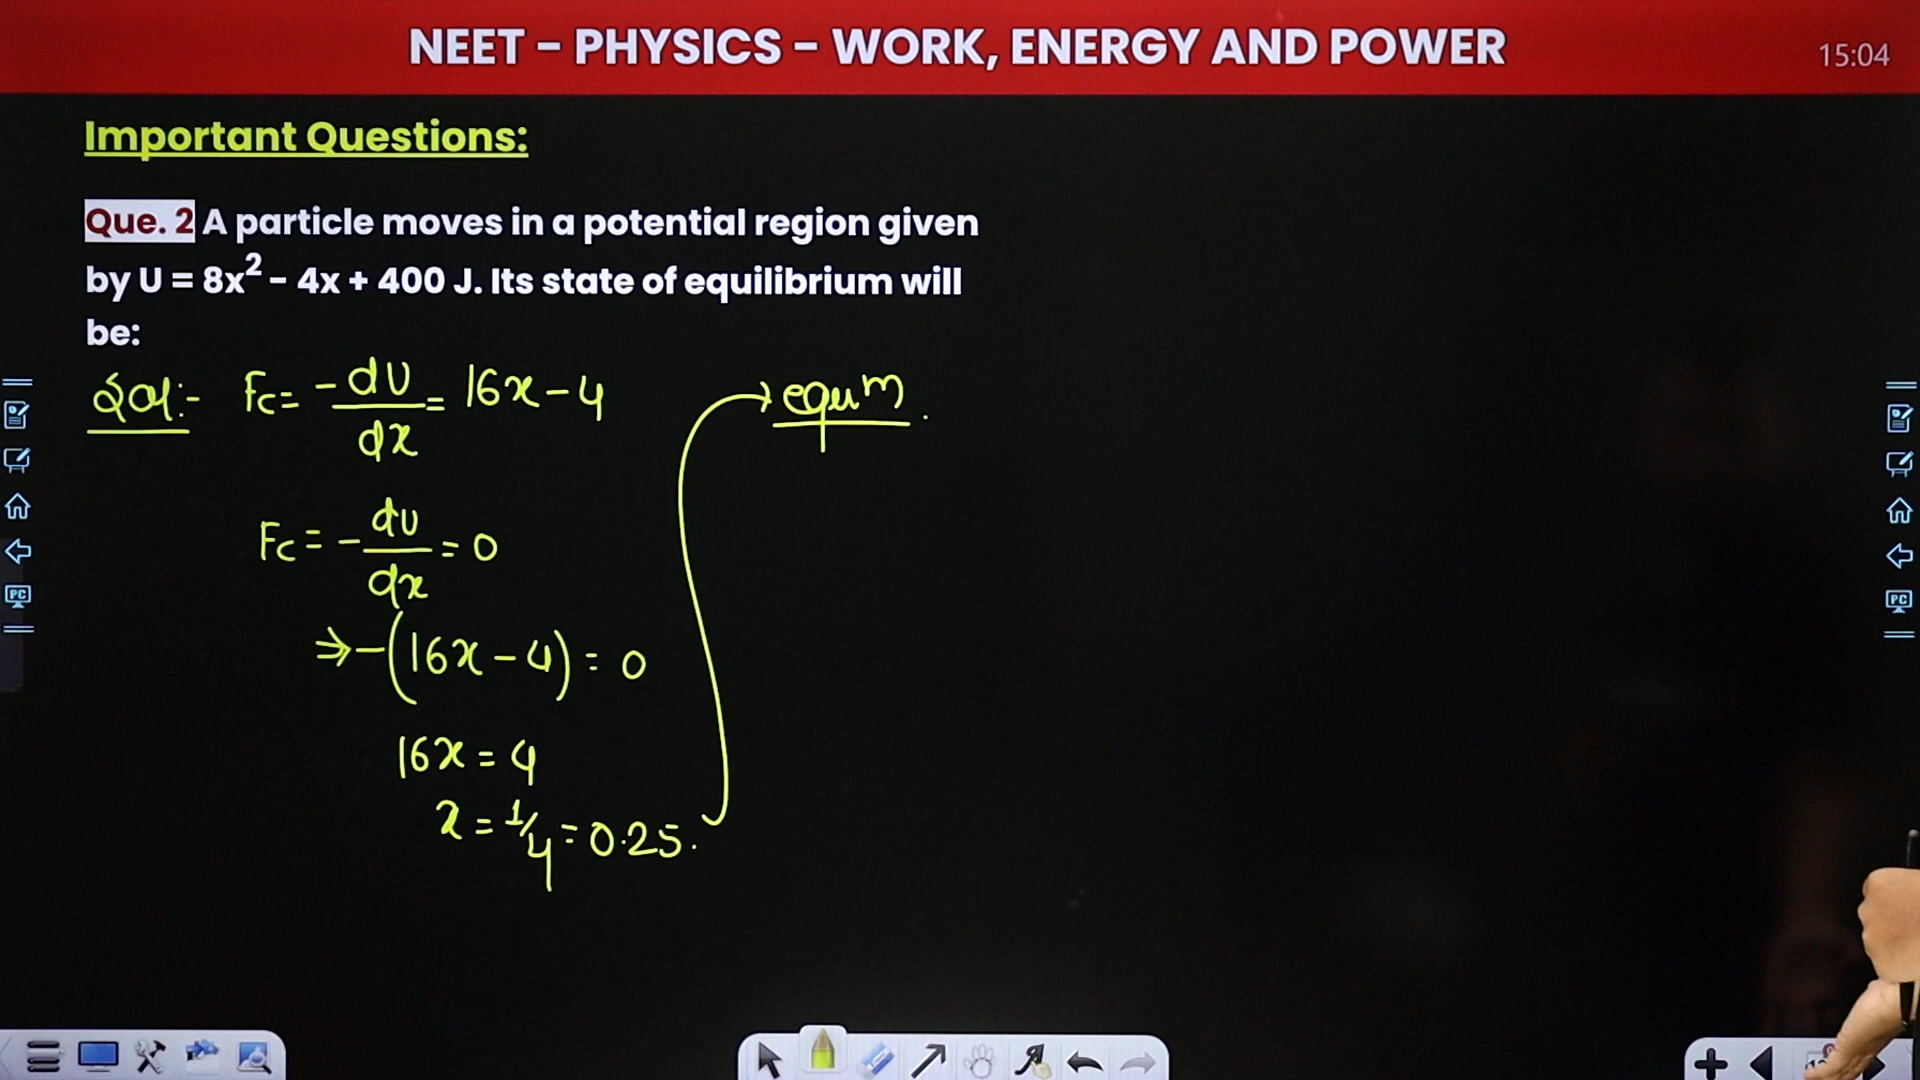 NEET – PHYSICS – WORK, ENERGY AND POWER
15:04
Important Questions:
Que. 2 A particle moves in a potential region given
by U = 8x² - 4x + 400 J. Its state of equilibrium will
be:
Sol:- Fc = -dU/dx = 16x - 4
→ equm.
Fc = -dU/dx = 0
⇒ -(16x - 4) = 0
16x = 4
x = 1/4 = 0.25.
PC
PC